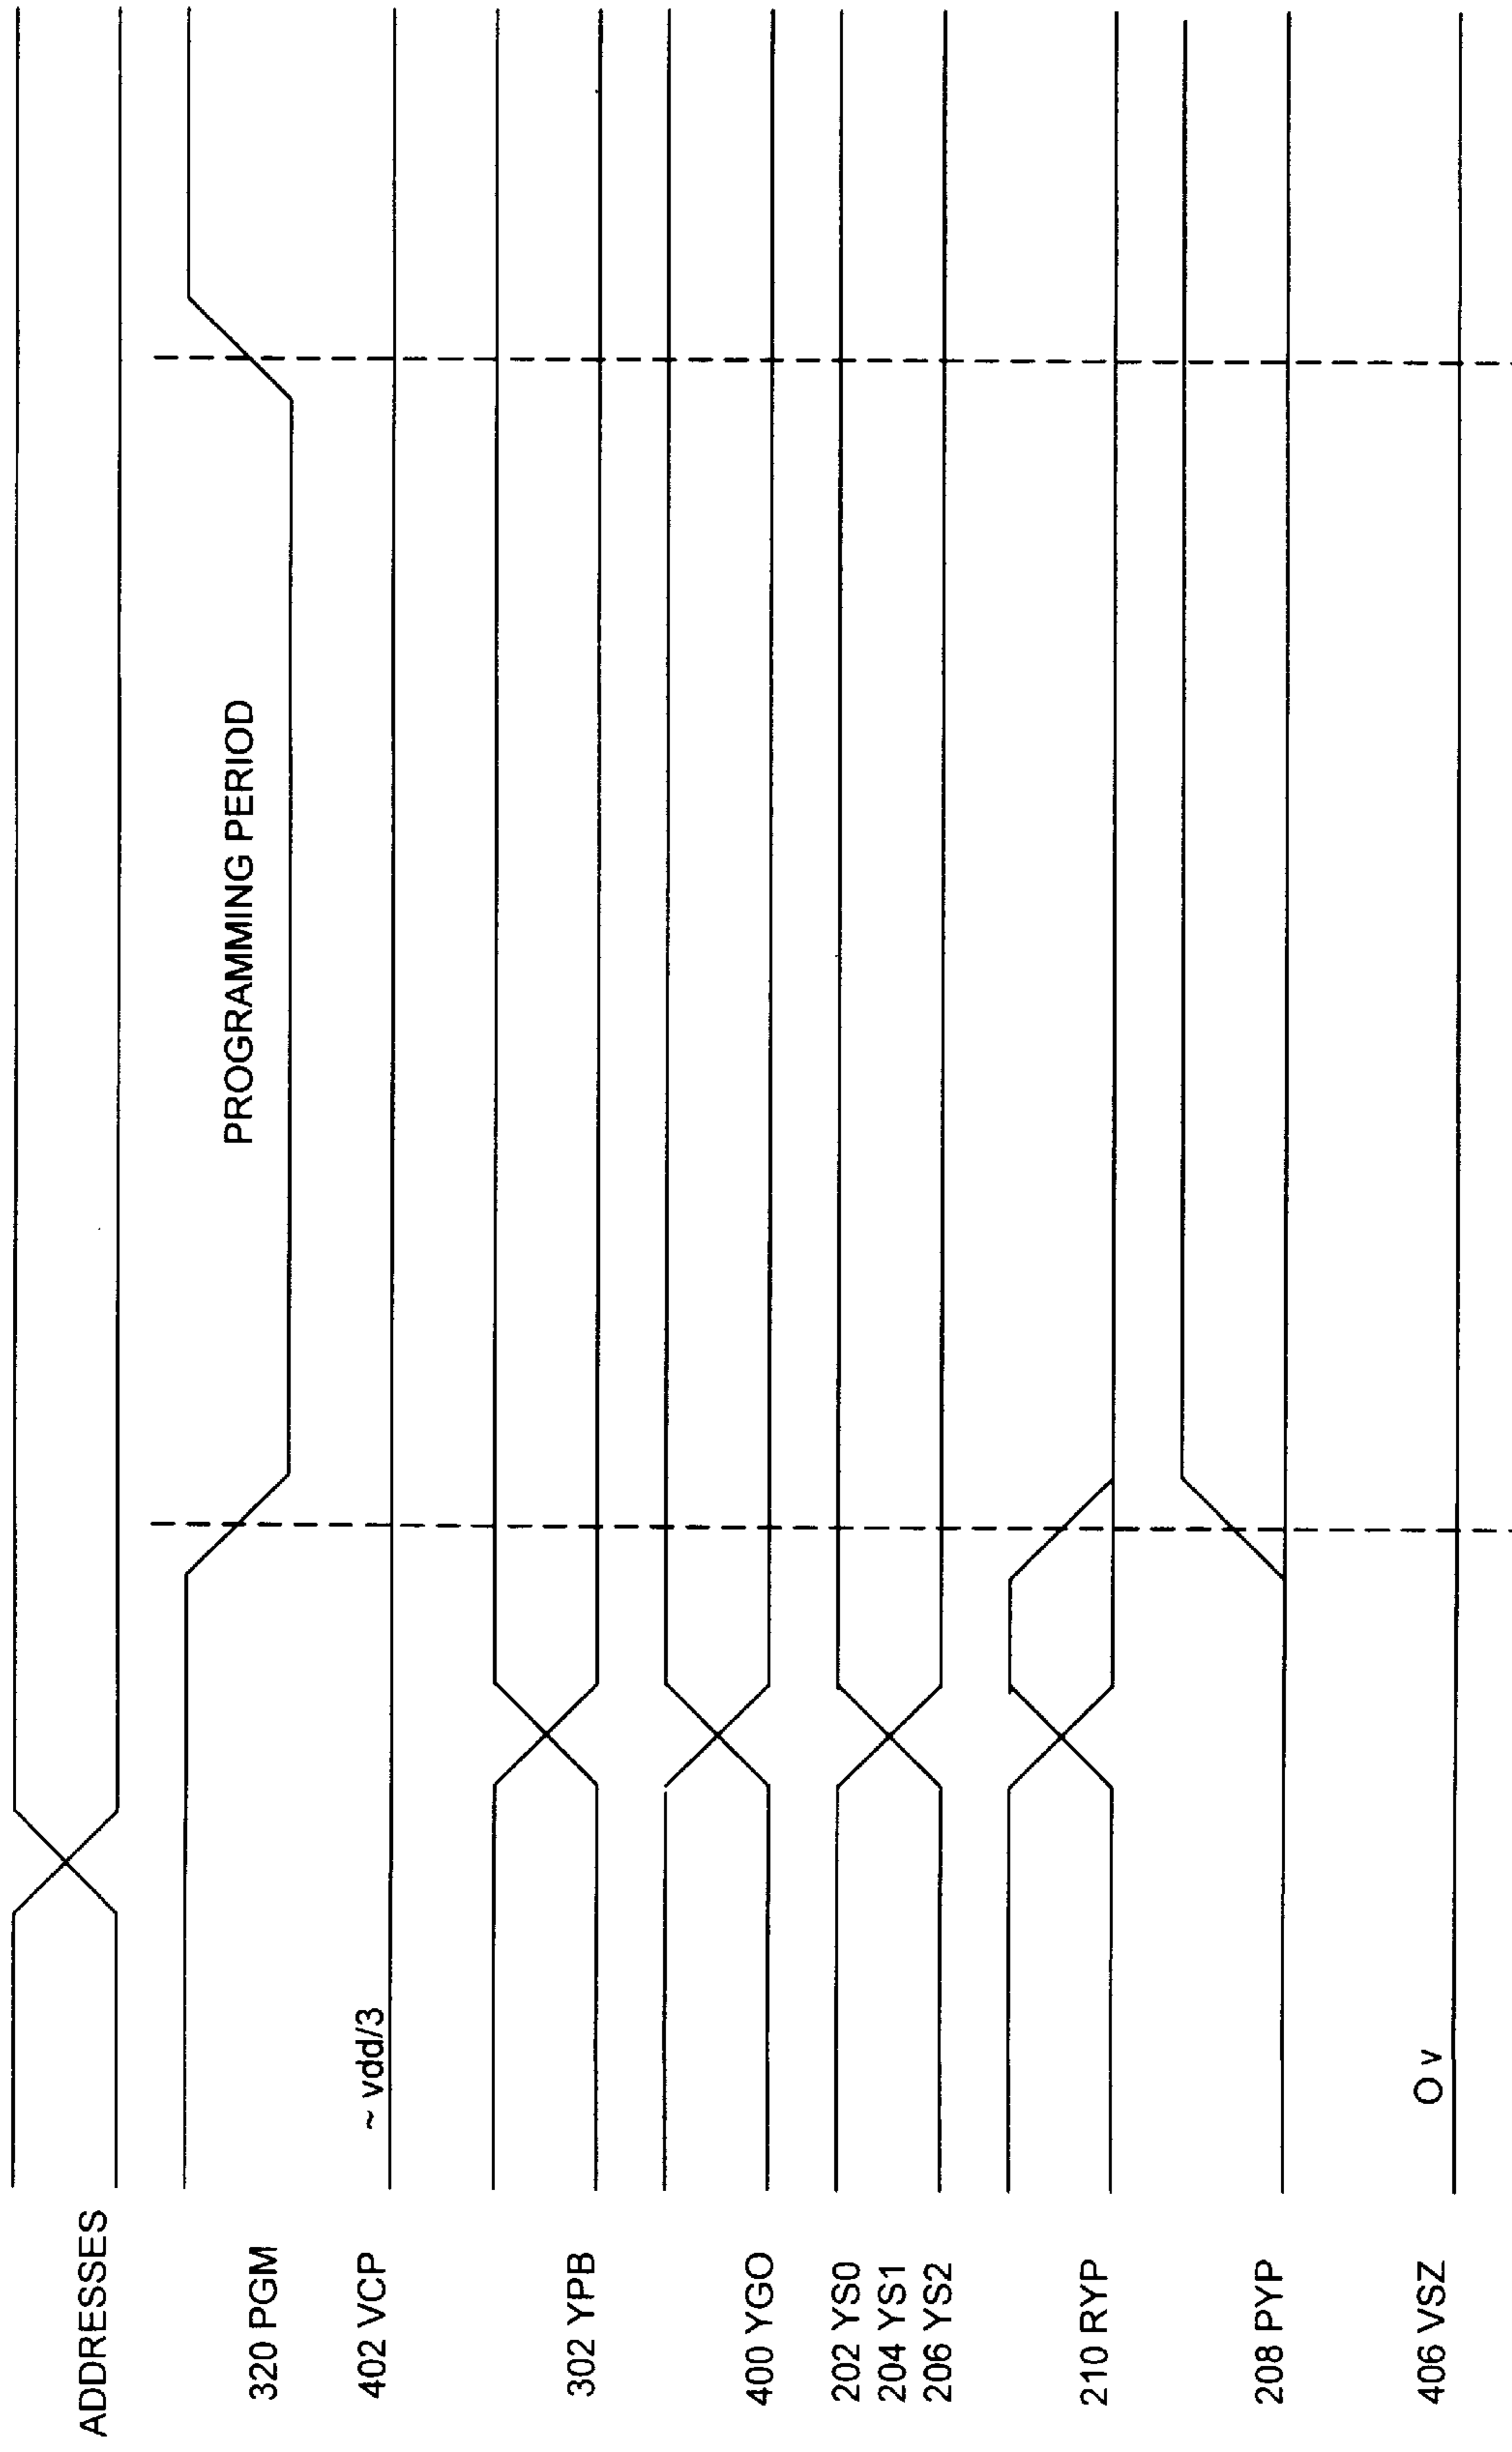 ADDRESSES
320 PGM
PROGRAMMING PERIOD
402 VCP
~ vdd/3
302 YPB
400 YGO
202 YS0
204 YS1
206 YS2
210 RYP
208 PYP
406 VSZ
O v